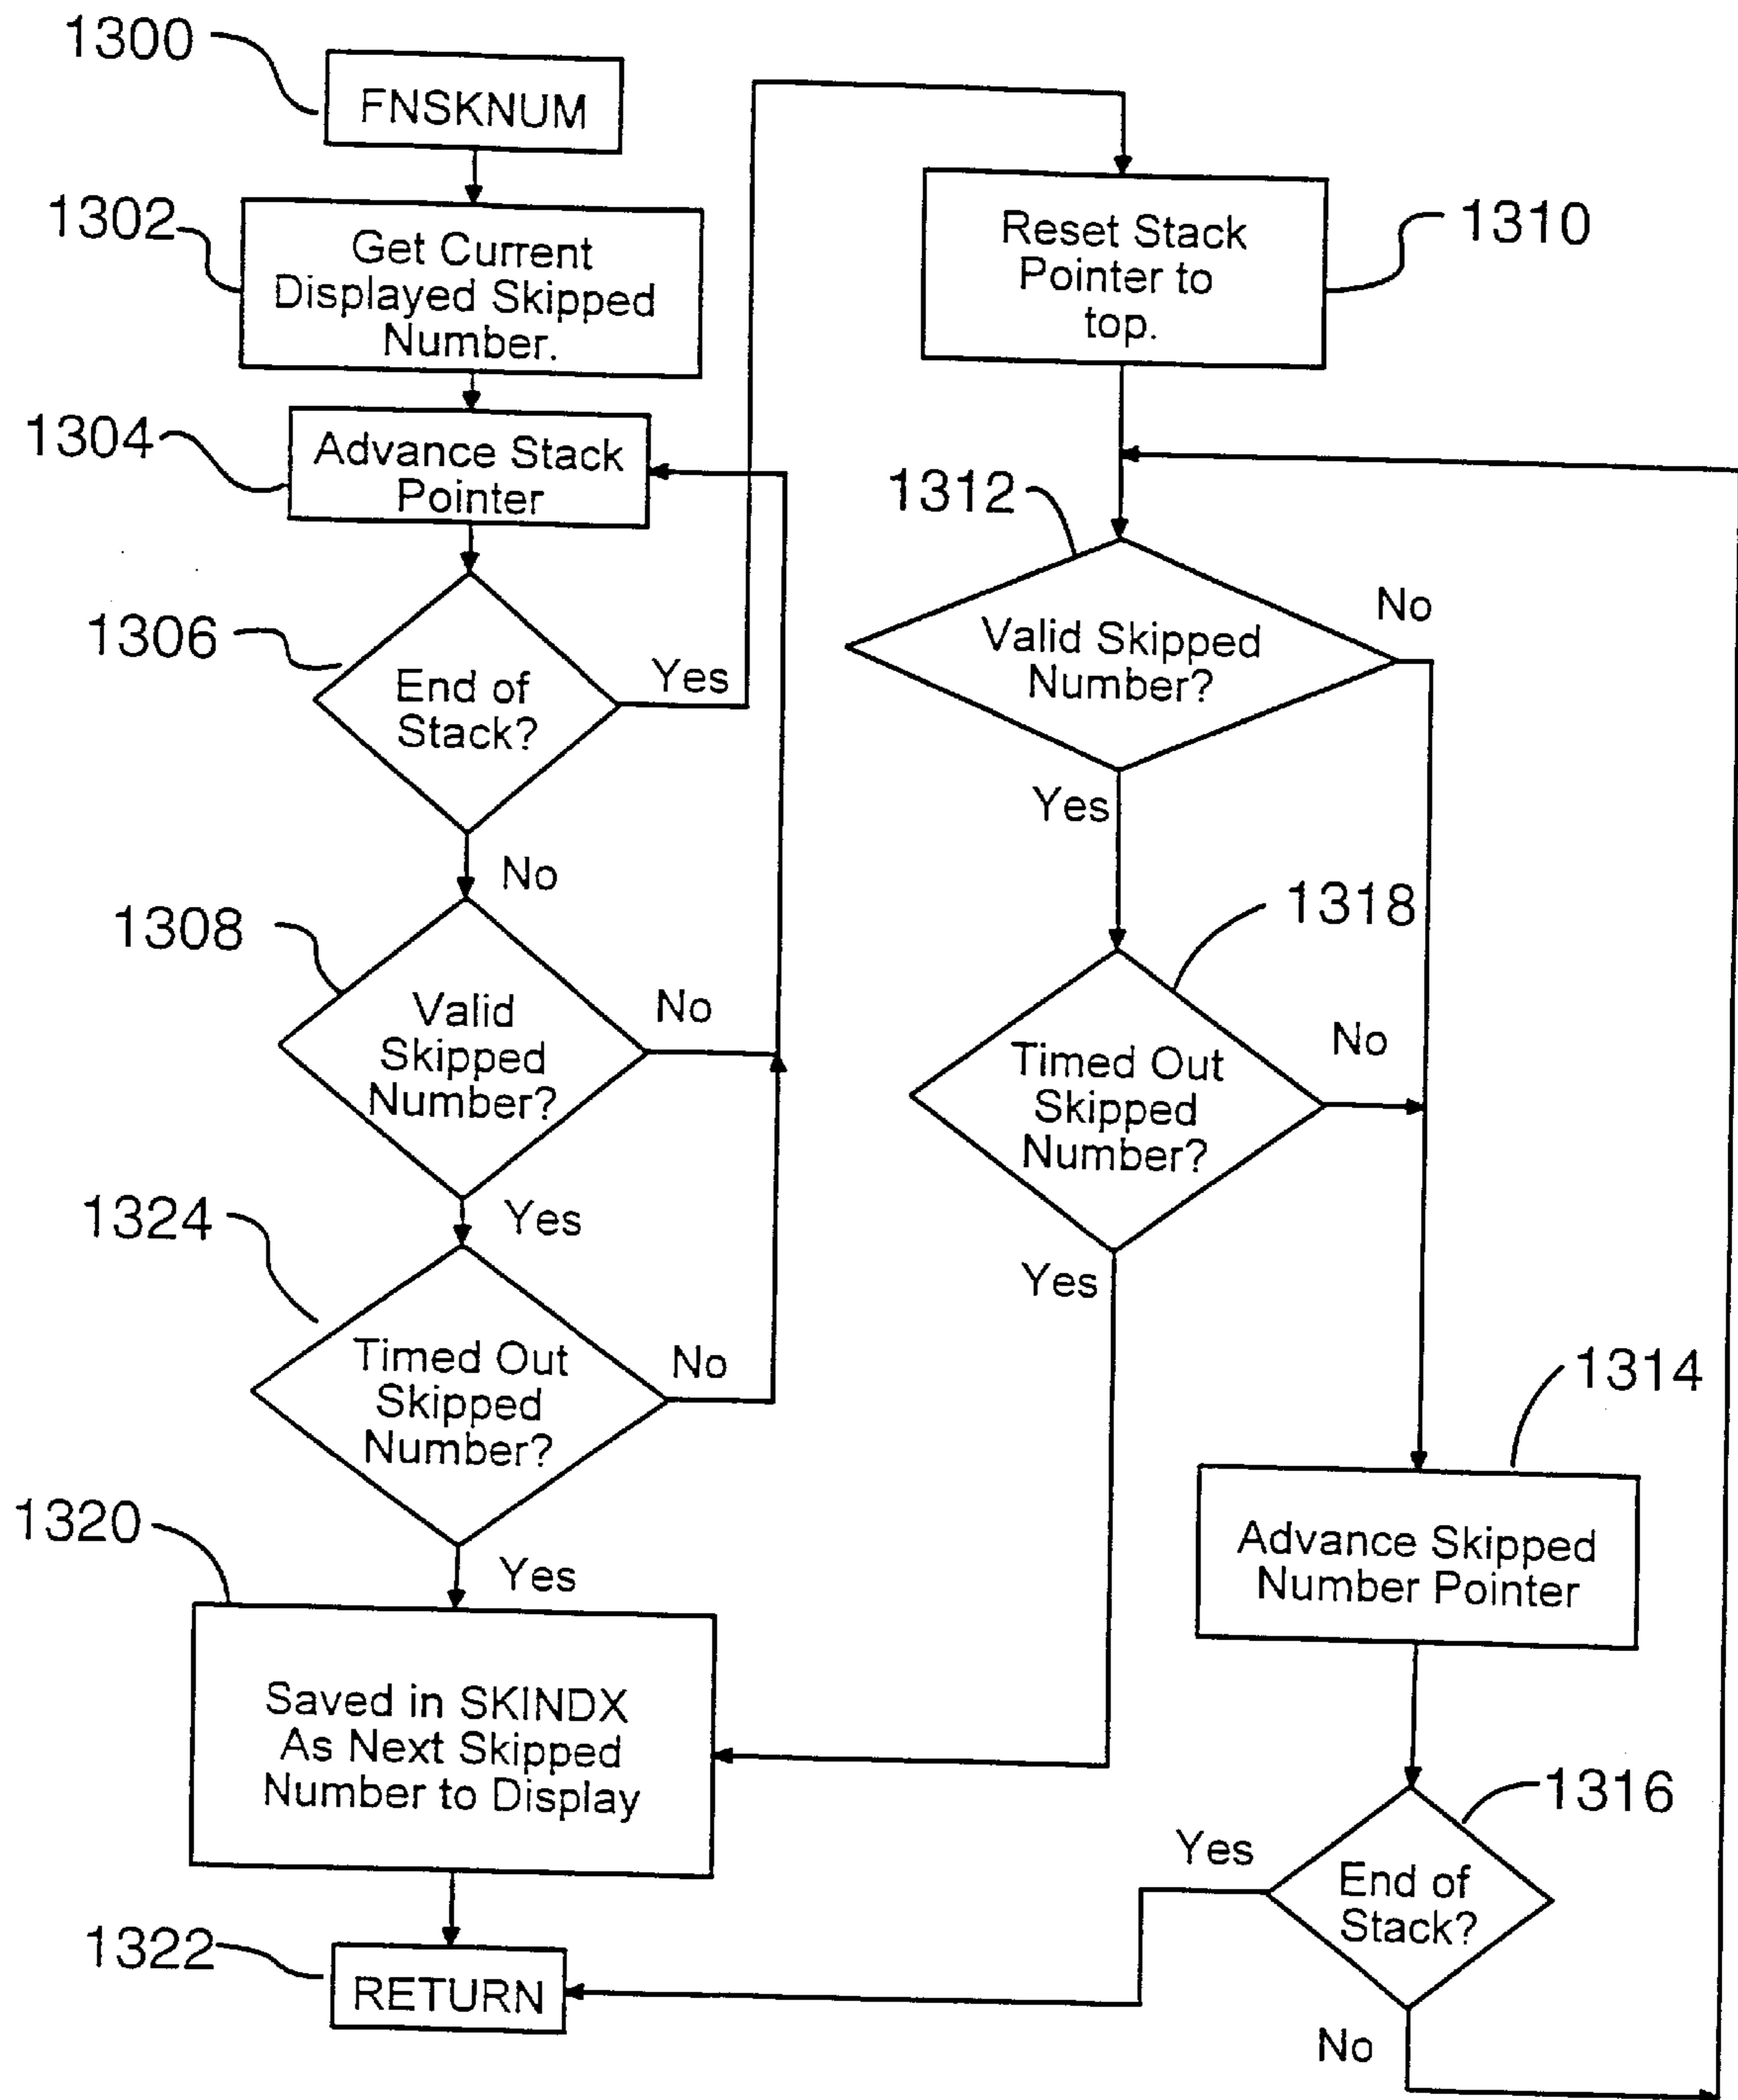 1300
FNSKNUM
1302
Get Current
Displayed Skipped
Number.
1304
Advance Stack
Pointer
1306
End of
Stack?
Yes
No
1308
Valid
Skipped
Number?
No
Yes
1324
Timed Out
Skipped
Number?
No
Yes
1320
Saved in SKINDX
As Next Skipped
Number to Display
1322
RETURN
Reset Stack
Pointer to
top.
1310
1312
Valid Skipped
Number?
No
Yes
1318
Timed Out
Skipped
Number?
No
Yes
1314
Advance Skipped
Number Pointer
1316
End of
Stack?
Yes
No